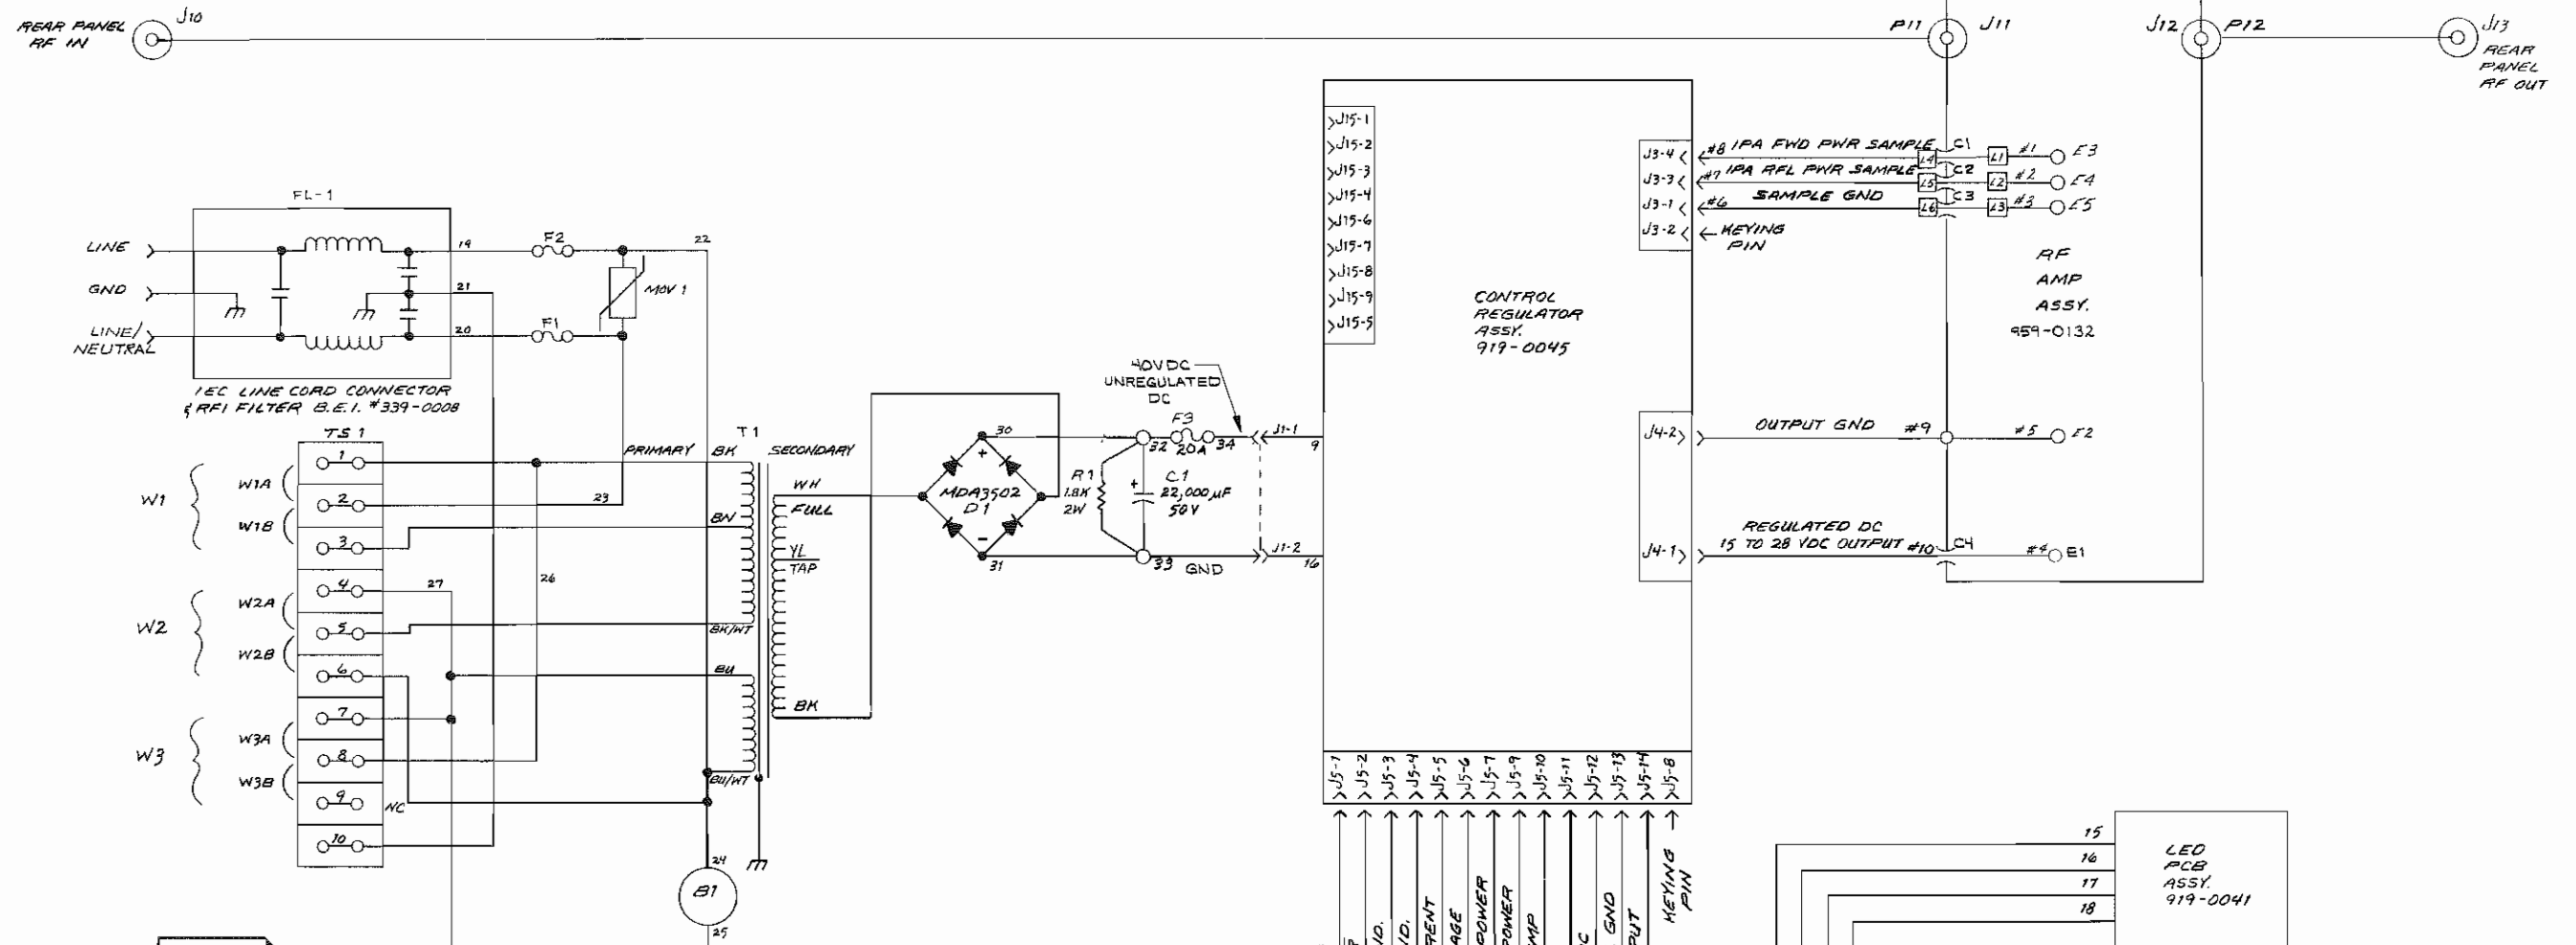 REAR PANEL
RF IN
J10
P11
J11
J12
P12
J13
REAR
PANEL
RF OUT
FL-1
LINE
GND
LINE/
NEUTRAL
19
21
20
F2
F1
MOV 1
22
IEC LINE CORD CONNECTOR
& RFI FILTER B.E.I. #339-0008
TS 1
1
2
3
4
5
6
7
8
9
10
NC
W1
W1A
W1B
W2
W2A
W2B
W3
W3A
W3B
23
26
27
T1
PRIMARY
SECONDARY
BK
BN
BK/WT
BU
BU/WT
WH
FULL
YL
TAP
BK
24
B1
25
MDA3502
D1
+
-
30
31
R1
1.8K
2W
+
C1
22,000 µF
50V
32
F3
20A
34
33
GND
40VDC
UNREGULATED
DC
J1-1
9
J1-2
16
J15-1
J15-2
J15-3
J15-4
J15-6
J15-7
J15-8
J15-9
J15-5
CONTROL
REGULATOR
ASSY.
919-0045
J3-4
J3-3
J3-1
J3-2
#8 IPA FWD PWR SAMPLE
#7 IPA RFL PWR SAMPLE
#6 SAMPLE GND
KEYING
PIN
L4
C1
L1
#1
E3
L5
C2
L2
#2
E4
L6
C3
L3
#3
E5
RF
AMP
ASSY.
959-0132
J4-2
OUTPUT GND
#9
#5
E2
J4-1
REGULATED DC
15 TO 28 VDC OUTPUT #10
C4
#4
E1
J5-1
J5-2
J5-3
J5-4
J5-5
J5-6
J5-7
J5-9
J5-10
J5-11
J5-12
J5-13
J5-14
J5-8
POWER
POWER
GND
KEYING
PIN
15
16
17
18
LED
PCB
ASSY.
919-0041